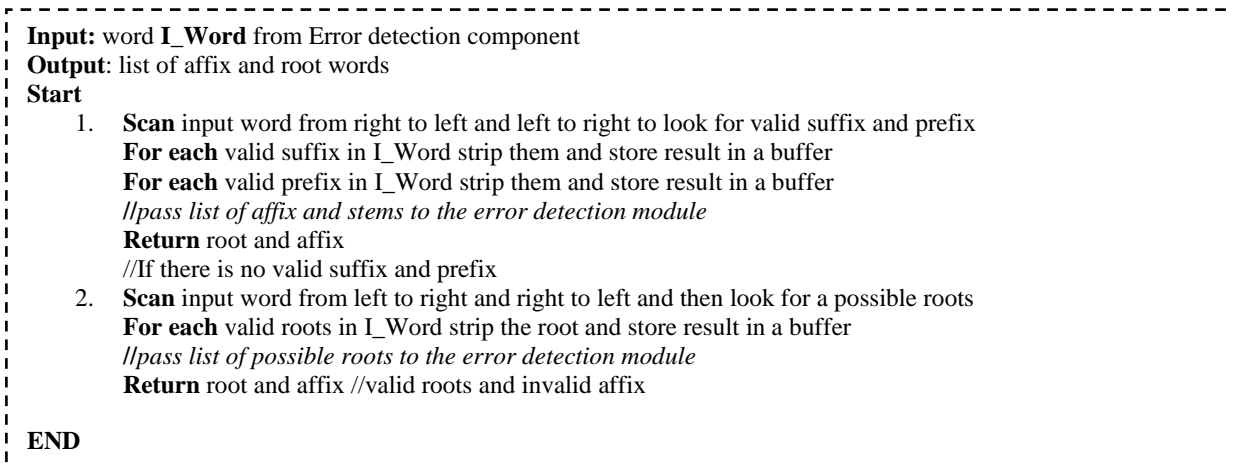 Input: word I_Word from Error detection component
Output: list of affix and root words
Start
1. Scan input word from right to left and left to right to look for valid suffix and prefix
For each valid suffix in I_Word strip them and store result in a buffer
For each valid prefix in I_Word strip them and store result in a buffer
//pass list of affix and stems to the error detection module
Return root and affix
//If there is no valid suffix and prefix
2. Scan input word from left to right and right to left and then look for a possible roots
For each valid roots in I_Word strip the root and store result in a buffer
//pass list of possible roots to the error detection module
Return root and affix //valid roots and invalid affix
END